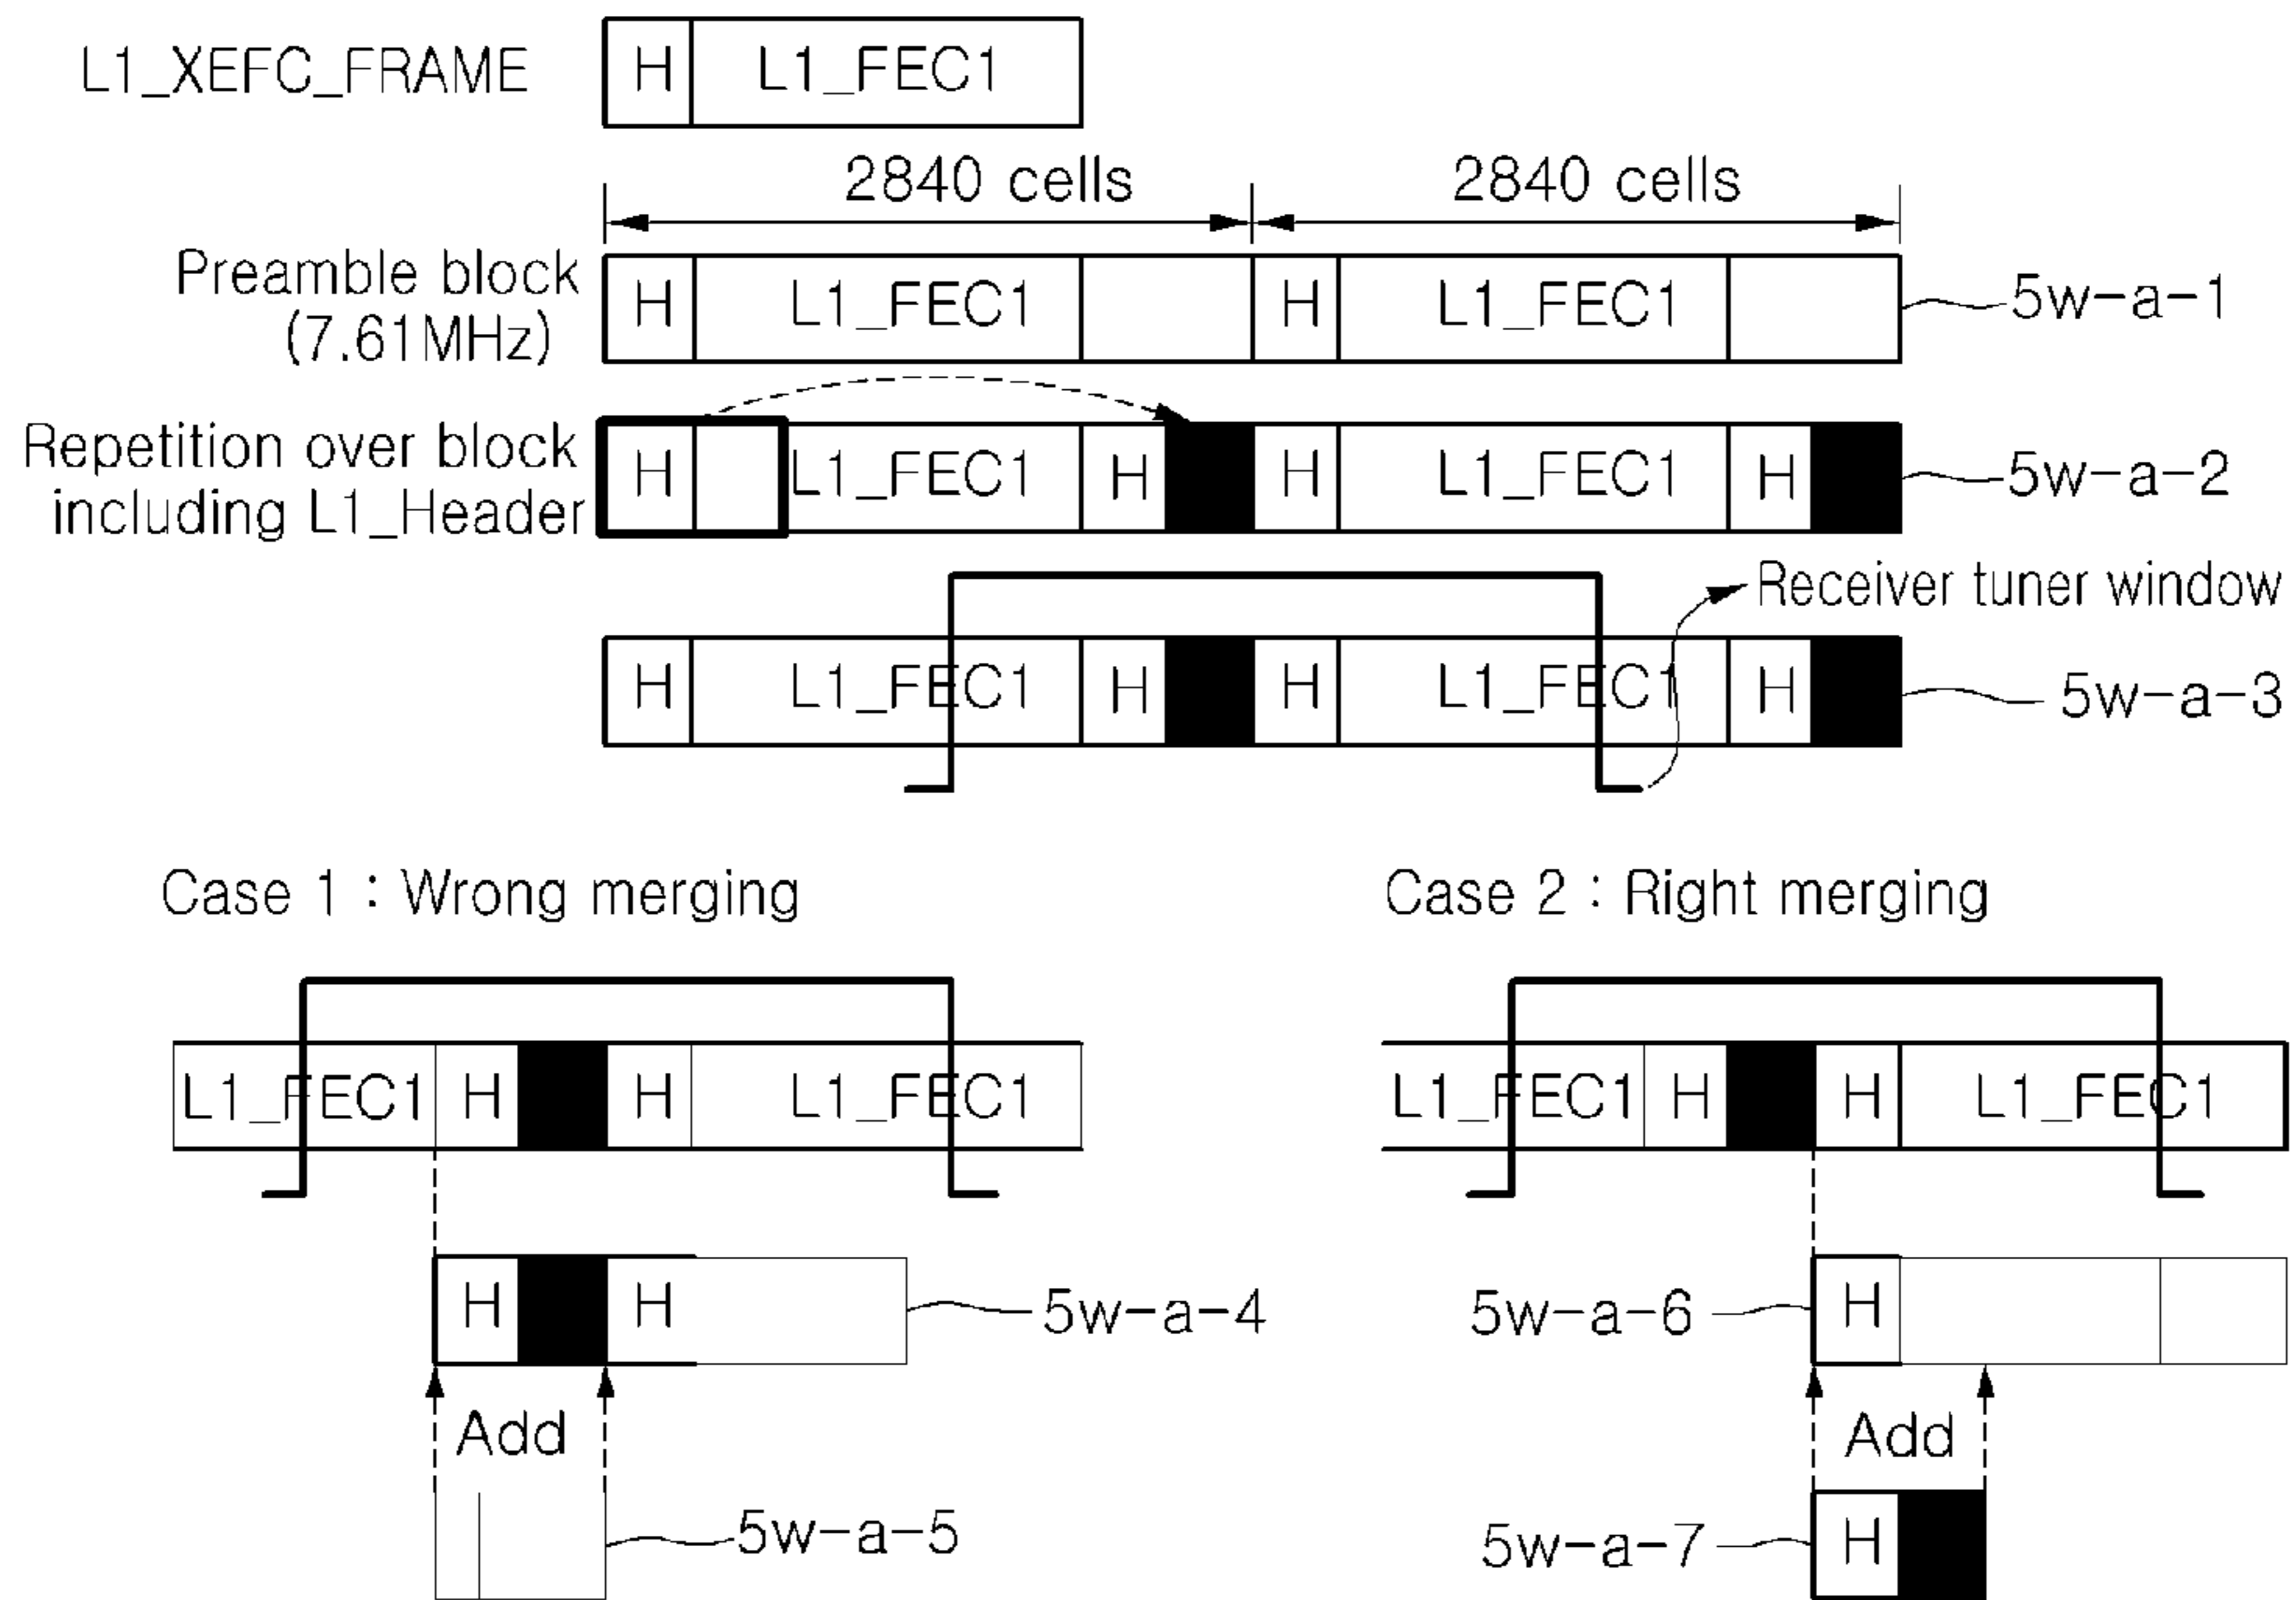 L1_XEFC_FRAME H L1_FEC1
2840 cells 2840 cells
Preamble block
(7.61MHz)
H L1_FEC1 H L1_FEC1 5w-a-1
Repetition over block
including L1_Header
H L1_FEC1 H H L1_FEC1 H 5w-a-2
Receiver tuner window
H L1_FEC1 H H L1_FEC1 H 5w-a-3
Case 1 : Wrong merging
Case 2 : Right merging
L1_FEC1 H H L1_FEC1
L1_FEC1 H H L1_FEC1
H H 5w-a-4
5w-a-6 H
Add
Add
5w-a-5
5w-a-7 H